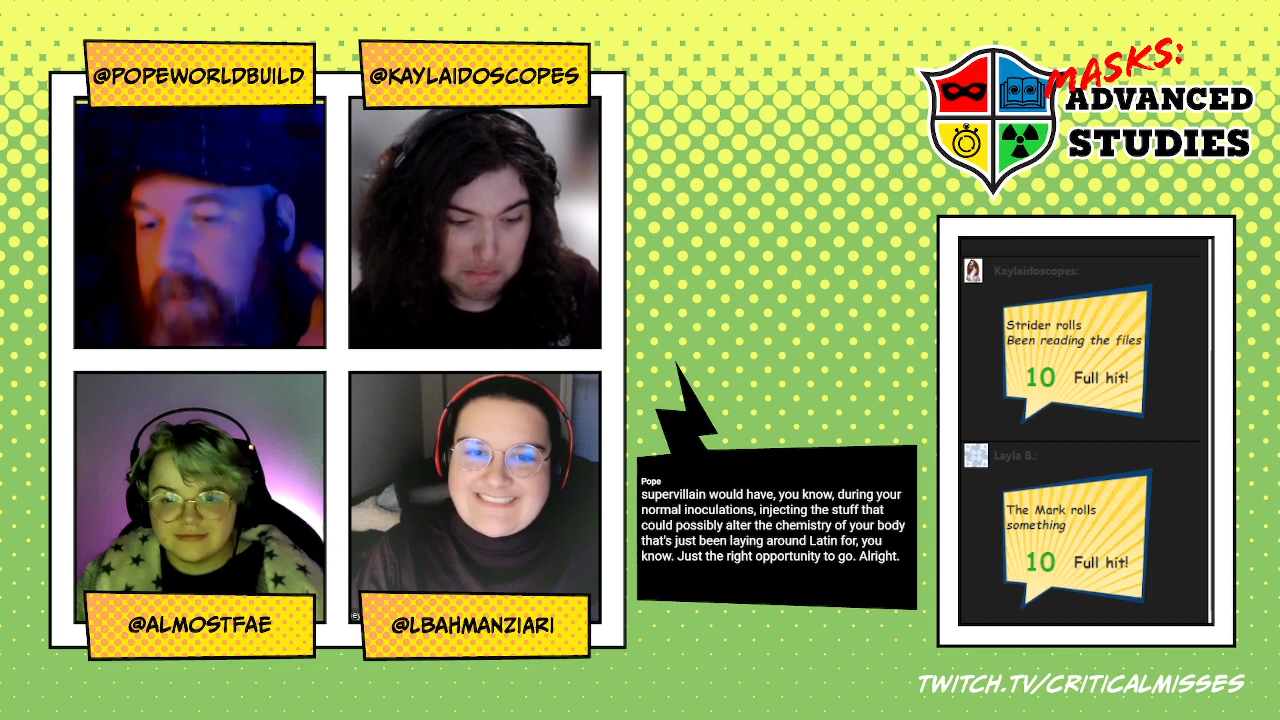 @POPEWORLDBUILD
@KAYLAIDOSCOPES
@ALMOSTFAE
@LBAHMANZIARI
Pope
supervillain would have, you know, during your
normal inoculations, injecting the stuff that
could possibly alter the chemistry of your body
that's just been laying around Latin for, you
know. Just the right opportunity to go. Alright.
MASKS:
ADVANCED
STUDIES
Kaylaidoscopes:
Strider rolls
Been reading the files
10 Full hit!
Layla B.:
The Mark rolls
something
10 Full hit!
TWITCH.TV/CRITICALMISSES